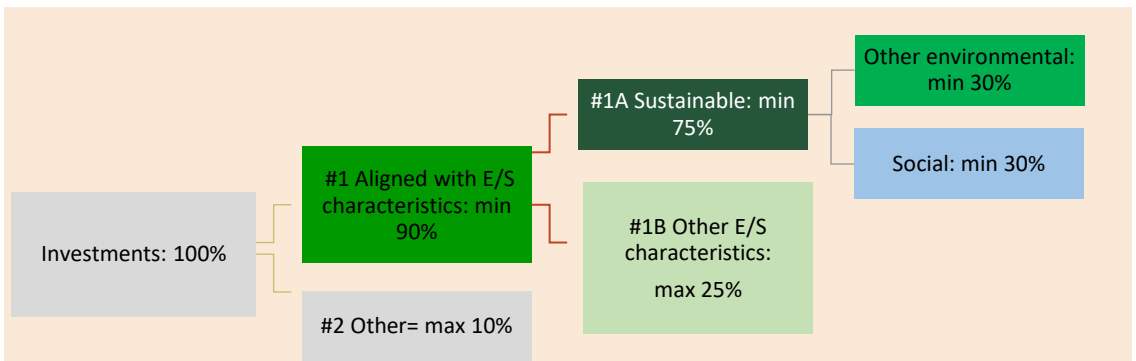 Investments: 100%
#1 Aligned with E/S
characteristics: min
90%
#2 Other= max 10%
#1A Sustainable: min
75%
#1B Other E/S
characteristics:
max 25%
Other environmental:
min 30%
Social: min 30%